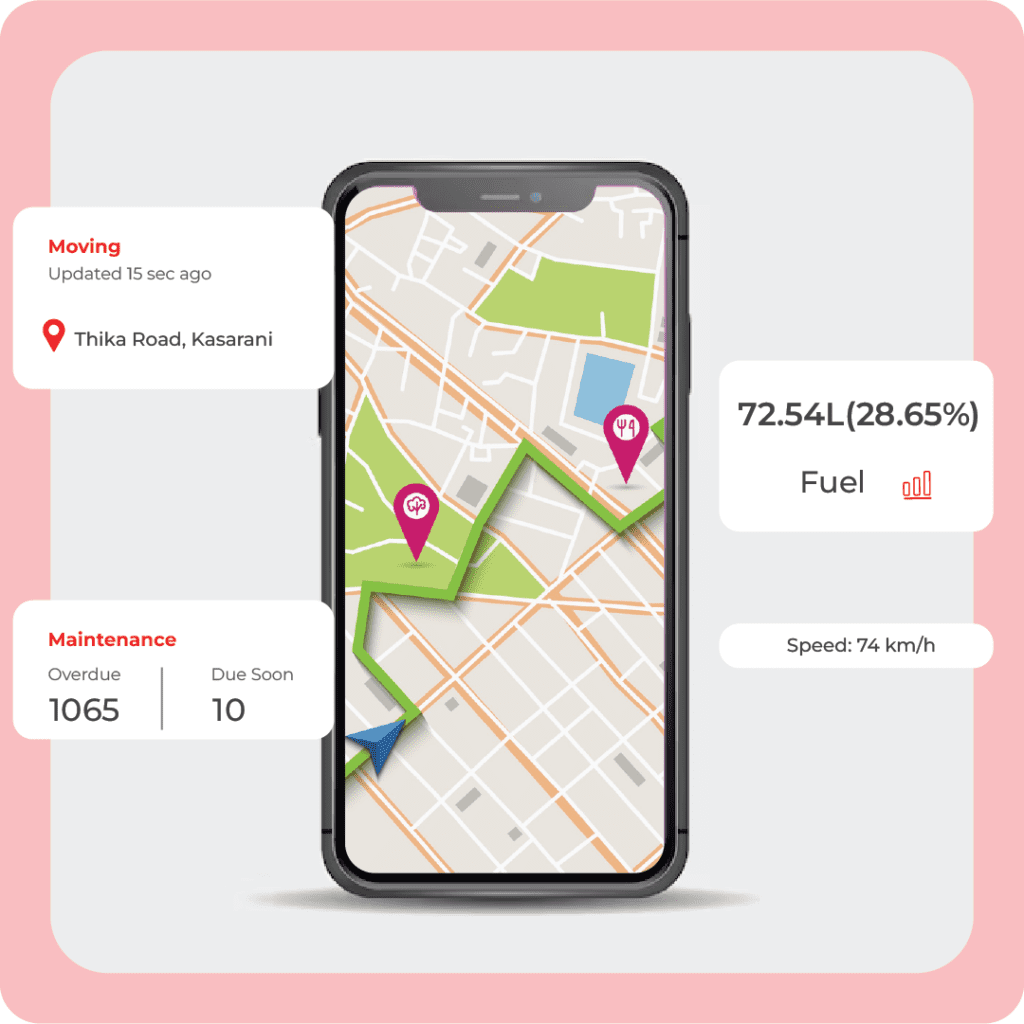 Moving
Updated 15 sec ago
Thika Road, Kasarani
72.54L(28.65%)
Fuel
Maintenance
Overdue
Due Soon
1065
10
Speed: 74 km/h